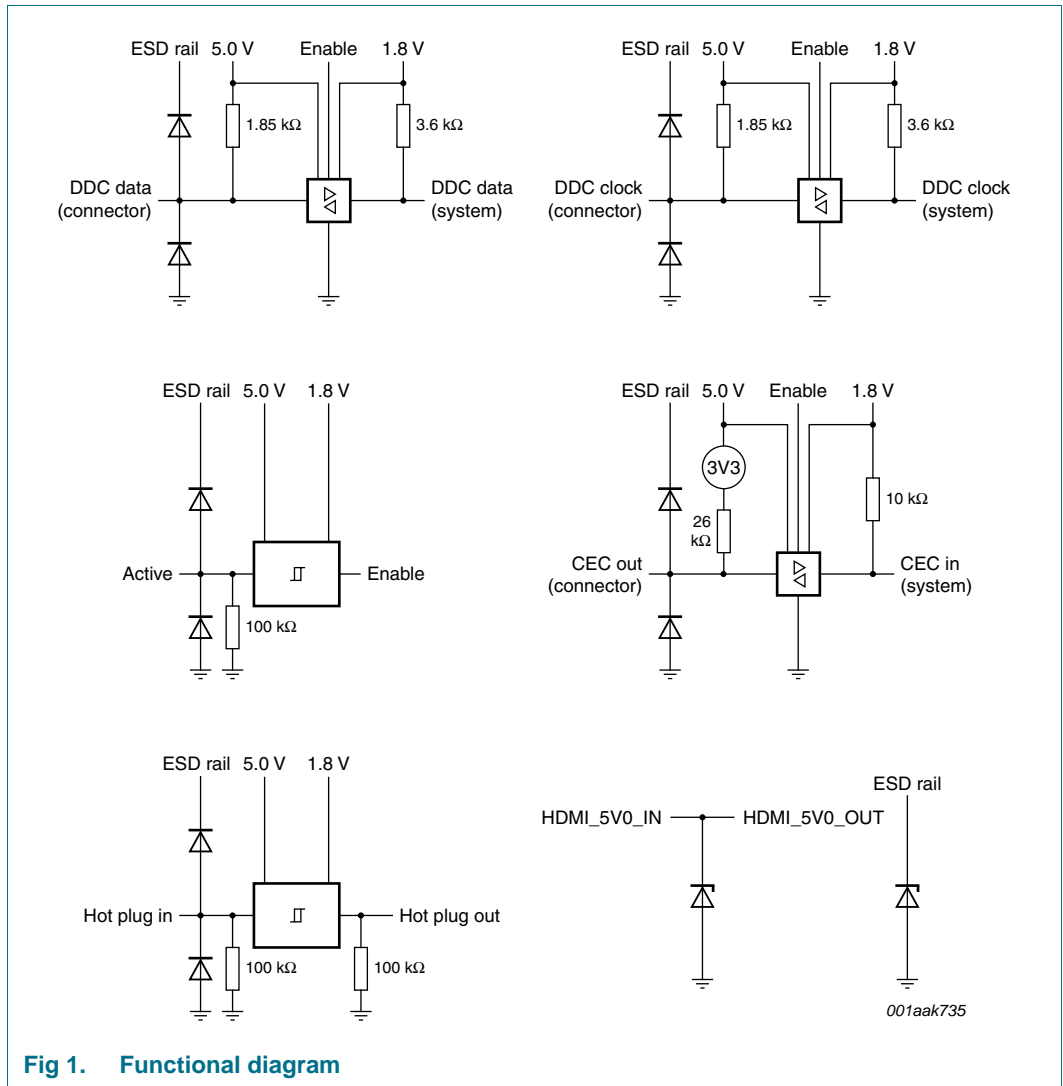 ESD rail 5.0 V Enable 1.8 V
1.85 kΩ 3.6 kΩ
DDC data
(connector)
DDC data
(system)
ESD rail 5.0 V Enable 1.8 V
1.85 kΩ 3.6 kΩ
DDC clock
(connector)
DDC clock
(system)
ESD rail 5.0 V 1.8 V
Active
Enable
100 kΩ
ESD rail 5.0 V Enable 1.8 V
3V3
26
kΩ
10 kΩ
CEC out
(connector)
CEC in
(system)
ESD rail 5.0 V 1.8 V
Hot plug in
Hot plug out
100 kΩ 100 kΩ
ESD rail
HDMI_5V0_IN HDMI_5V0_OUT
001aak735
Fig 1. Functional diagram